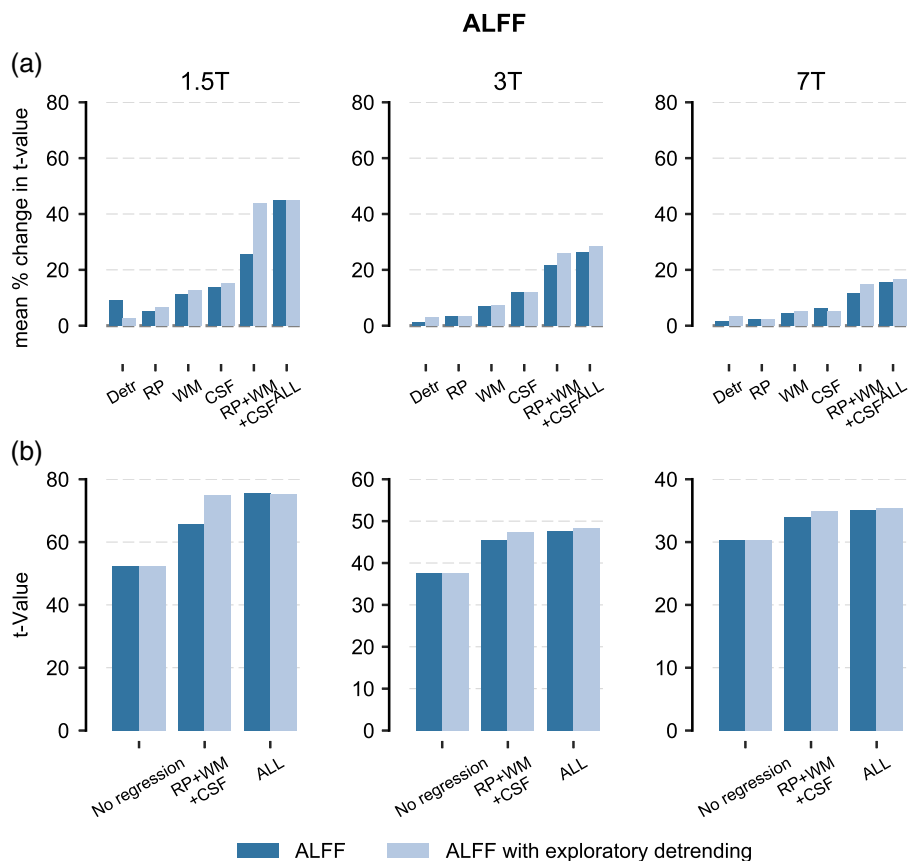 ALFF
(a)
1.5T
3T
7T
mean % change in t-value
80
60
40
20
0
80
60
40
20
0
80
60
40
20
0
Detr
RP
WM
CSF
RP+WM
+CSF
ALL
Detr
RP
WM
CSF
RP+WM
+CSF
ALL
Detr
RP
WM
CSF
RP+WM
+CSF
ALL
(b)
t-Value
80
60
40
20
0
60
50
40
30
20
10
0
40
30
20
10
0
No regression
RP+WM
+CSF
ALL
No regression
RP+WM
+CSF
ALL
No regression
RP+WM
+CSF
ALL
ALFF
ALFF with exploratory detrending